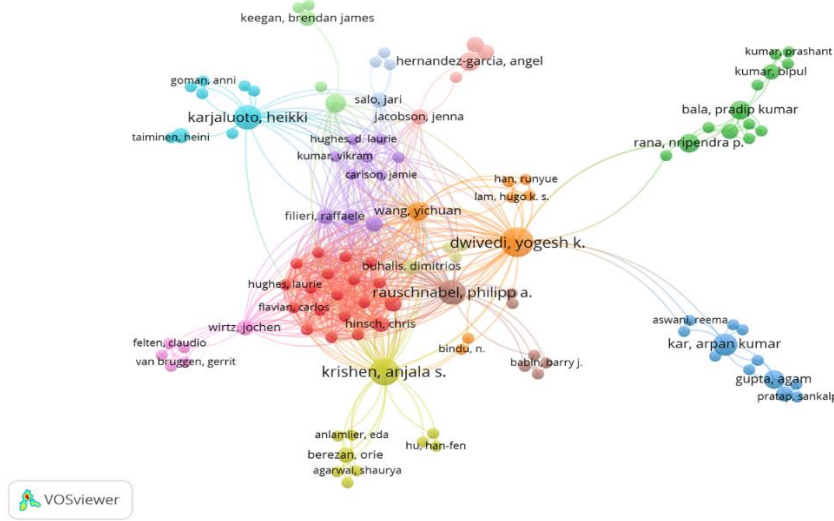 keegan, brendan james
hernandez-garcia, angel
goman, anni
salo, jari
karjaluoto, heikki
jacobson, jenna
taiminen, heini
hughes, d. laurie
kumar, vikram
carlson, jamie
kumar, prashant
kumar, bipul
bala, pradip kumar
rana, nripendra p.
han, runyue
lam, hugo k. s.
filieri, raffaele
wang, yichuan
dwivedi, yogesh k.
buhalis, dimitrios
hughes, laurie
rauschnabel, philipp a.
flavian, carlos
hinsch, chris
wirtz, jochen
felten, claudio
van bruggen, gerrit
bindu, n.
babin, barry j.
krishen, anjala s.
aswani, reema
kar, arpan kumar
gupta, agam
pratap, sankalp
anlamlier, eda
hu, han-fen
berezan, orie
agarwal, shaurya
VOSviewer